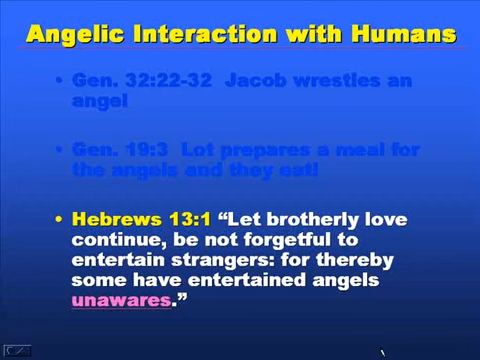 Angelic Interaction with Humans
• Gen. 32:22-32 Jacob wrestles an
angel
• Gen. 19:3 Lot prepares a meal for
the angels and they eat!
• Hebrews 13:1 “Let brotherly love
continue, be not forgetful to
entertain strangers: for thereby
some have entertained angels
unawares.”